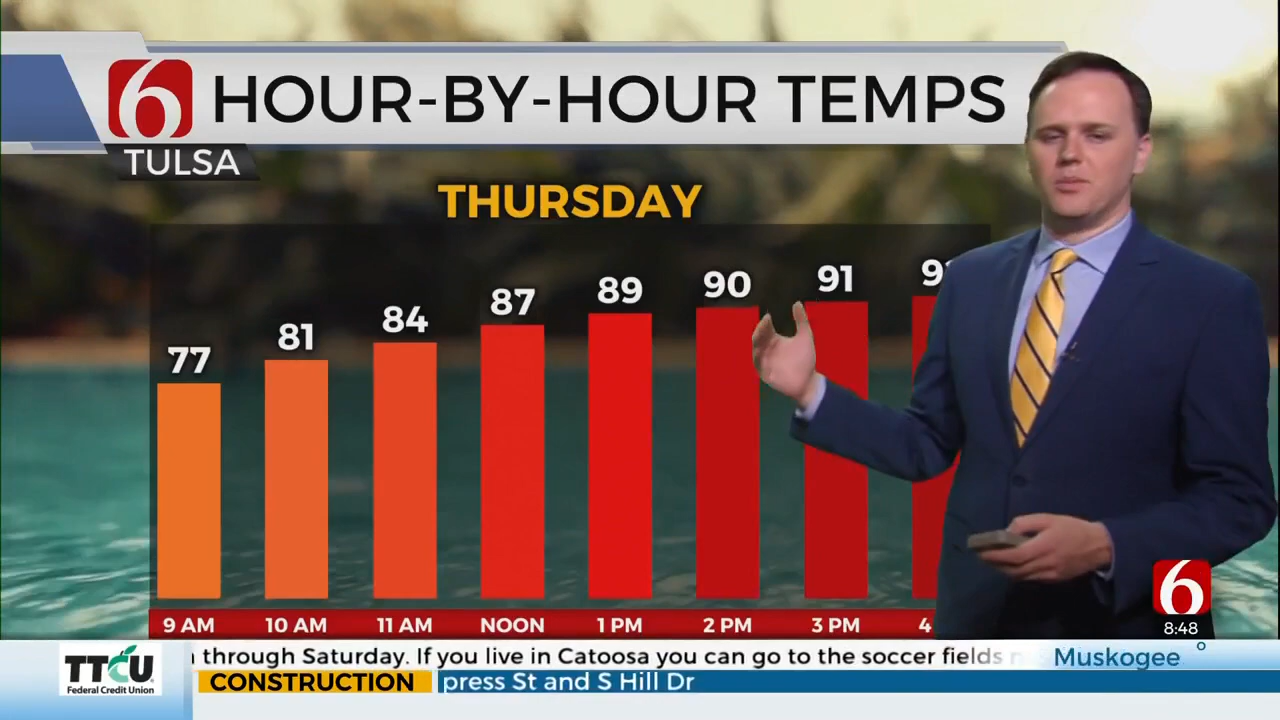 6 HOUR-BY-HOUR TEMPS
TULSA
THURSDAY
77 81 84 87 89 90 91
9 AM 10 AM 11 AM NOON 1 PM 2 PM 3 PM 4
6
8:48
TTCU
Federal Credit Union
through Saturday. If you live in Catoosa you can go to the soccer fields
Muskogee °
CONSTRUCTION
press St and S Hill Dr